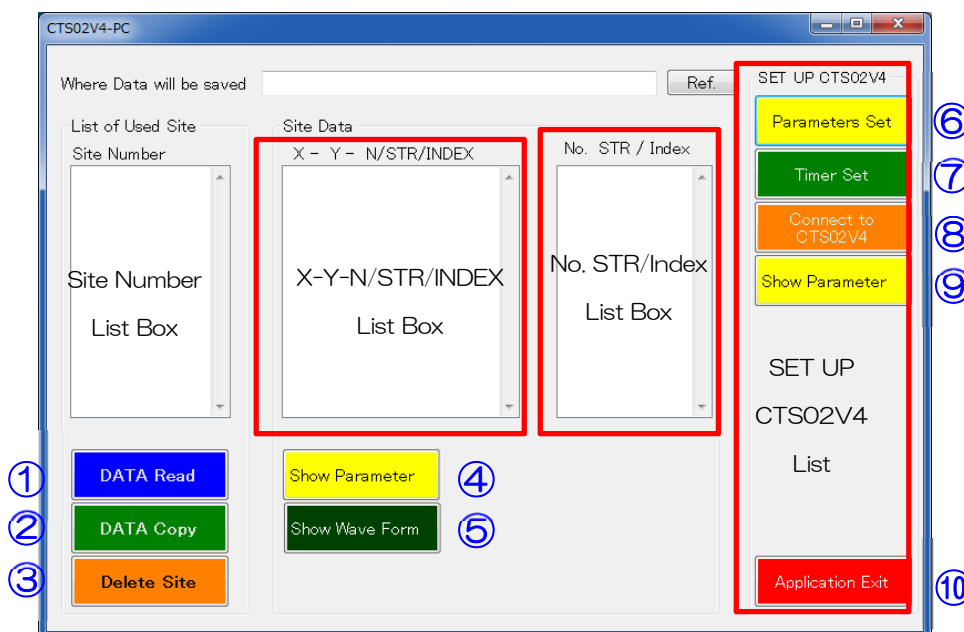 CTS02V4-PC
Where Data will be saved
Ref.
SET UP CTS02V4
List of Used Site
Site Data
Site Number
X - Y - N/STR/INDEX
No. STR / Index
Parameters Set
⑥
Timer Set
⑦
Connect to
CTS02V4
⑧
Show Parameter
⑨
Site Number
List Box
X-Y-N/STR/INDEX
List Box
No. STR/Index
List Box
SET UP
CTS02V4
List
①
DATA Read
②
DATA Copy
③
Delete Site
Show Parameter
④
Show Wave Form
⑤
Application Exit
⑩